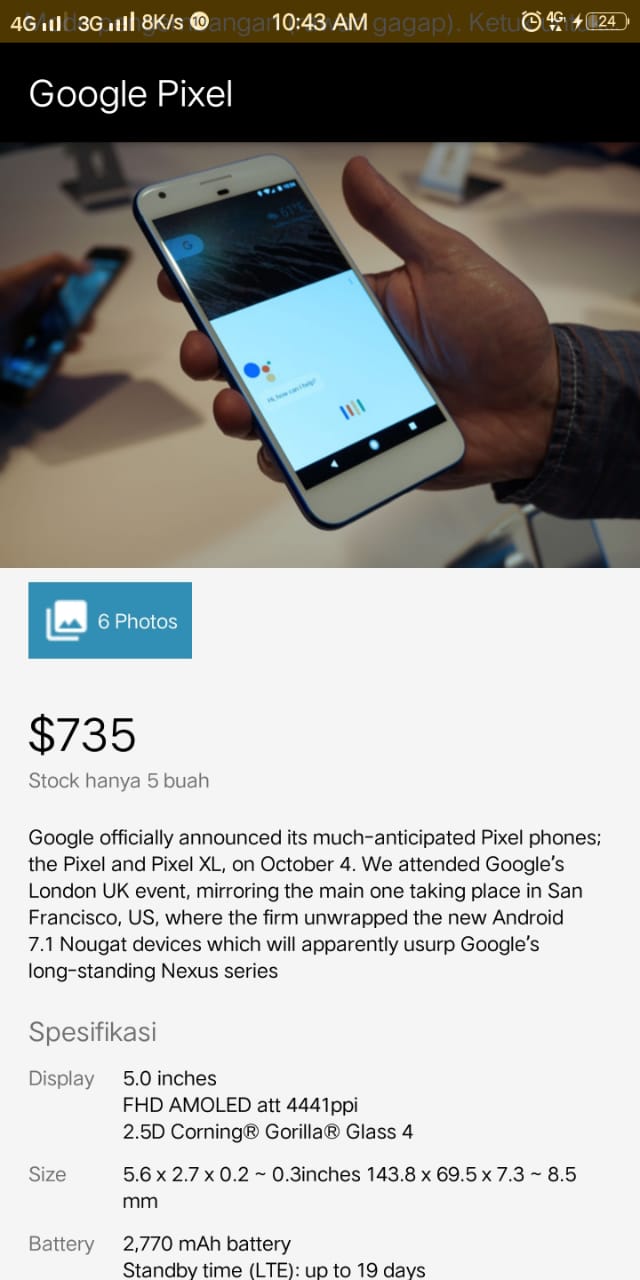 4G 3G 8K/s 10 10:43 AM 4G 24
gagap). Ketu
Google Pixel
G
Hi, how can I help?
6 Photos
$735
Stock hanya 5 buah
Google officially announced its much-anticipated Pixel phones;
the Pixel and Pixel XL, on October 4. We attended Google's
London UK event, mirroring the main one taking place in San
Francisco, US, where the firm unwrapped the new Android
7.1 Nougat devices which will apparently usurp Google's
long-standing Nexus series
Spesifikasi
Display 5.0 inches
FHD AMOLED att 4441ppi
2.5D Corning® Gorilla® Glass 4
Size 5.6 x 2.7 x 0.2 ~ 0.3inches 143.8 x 69.5 x 7.3 ~ 8.5
mm
Battery 2,770 mAh battery
Standby time (LTE): up to 19 days